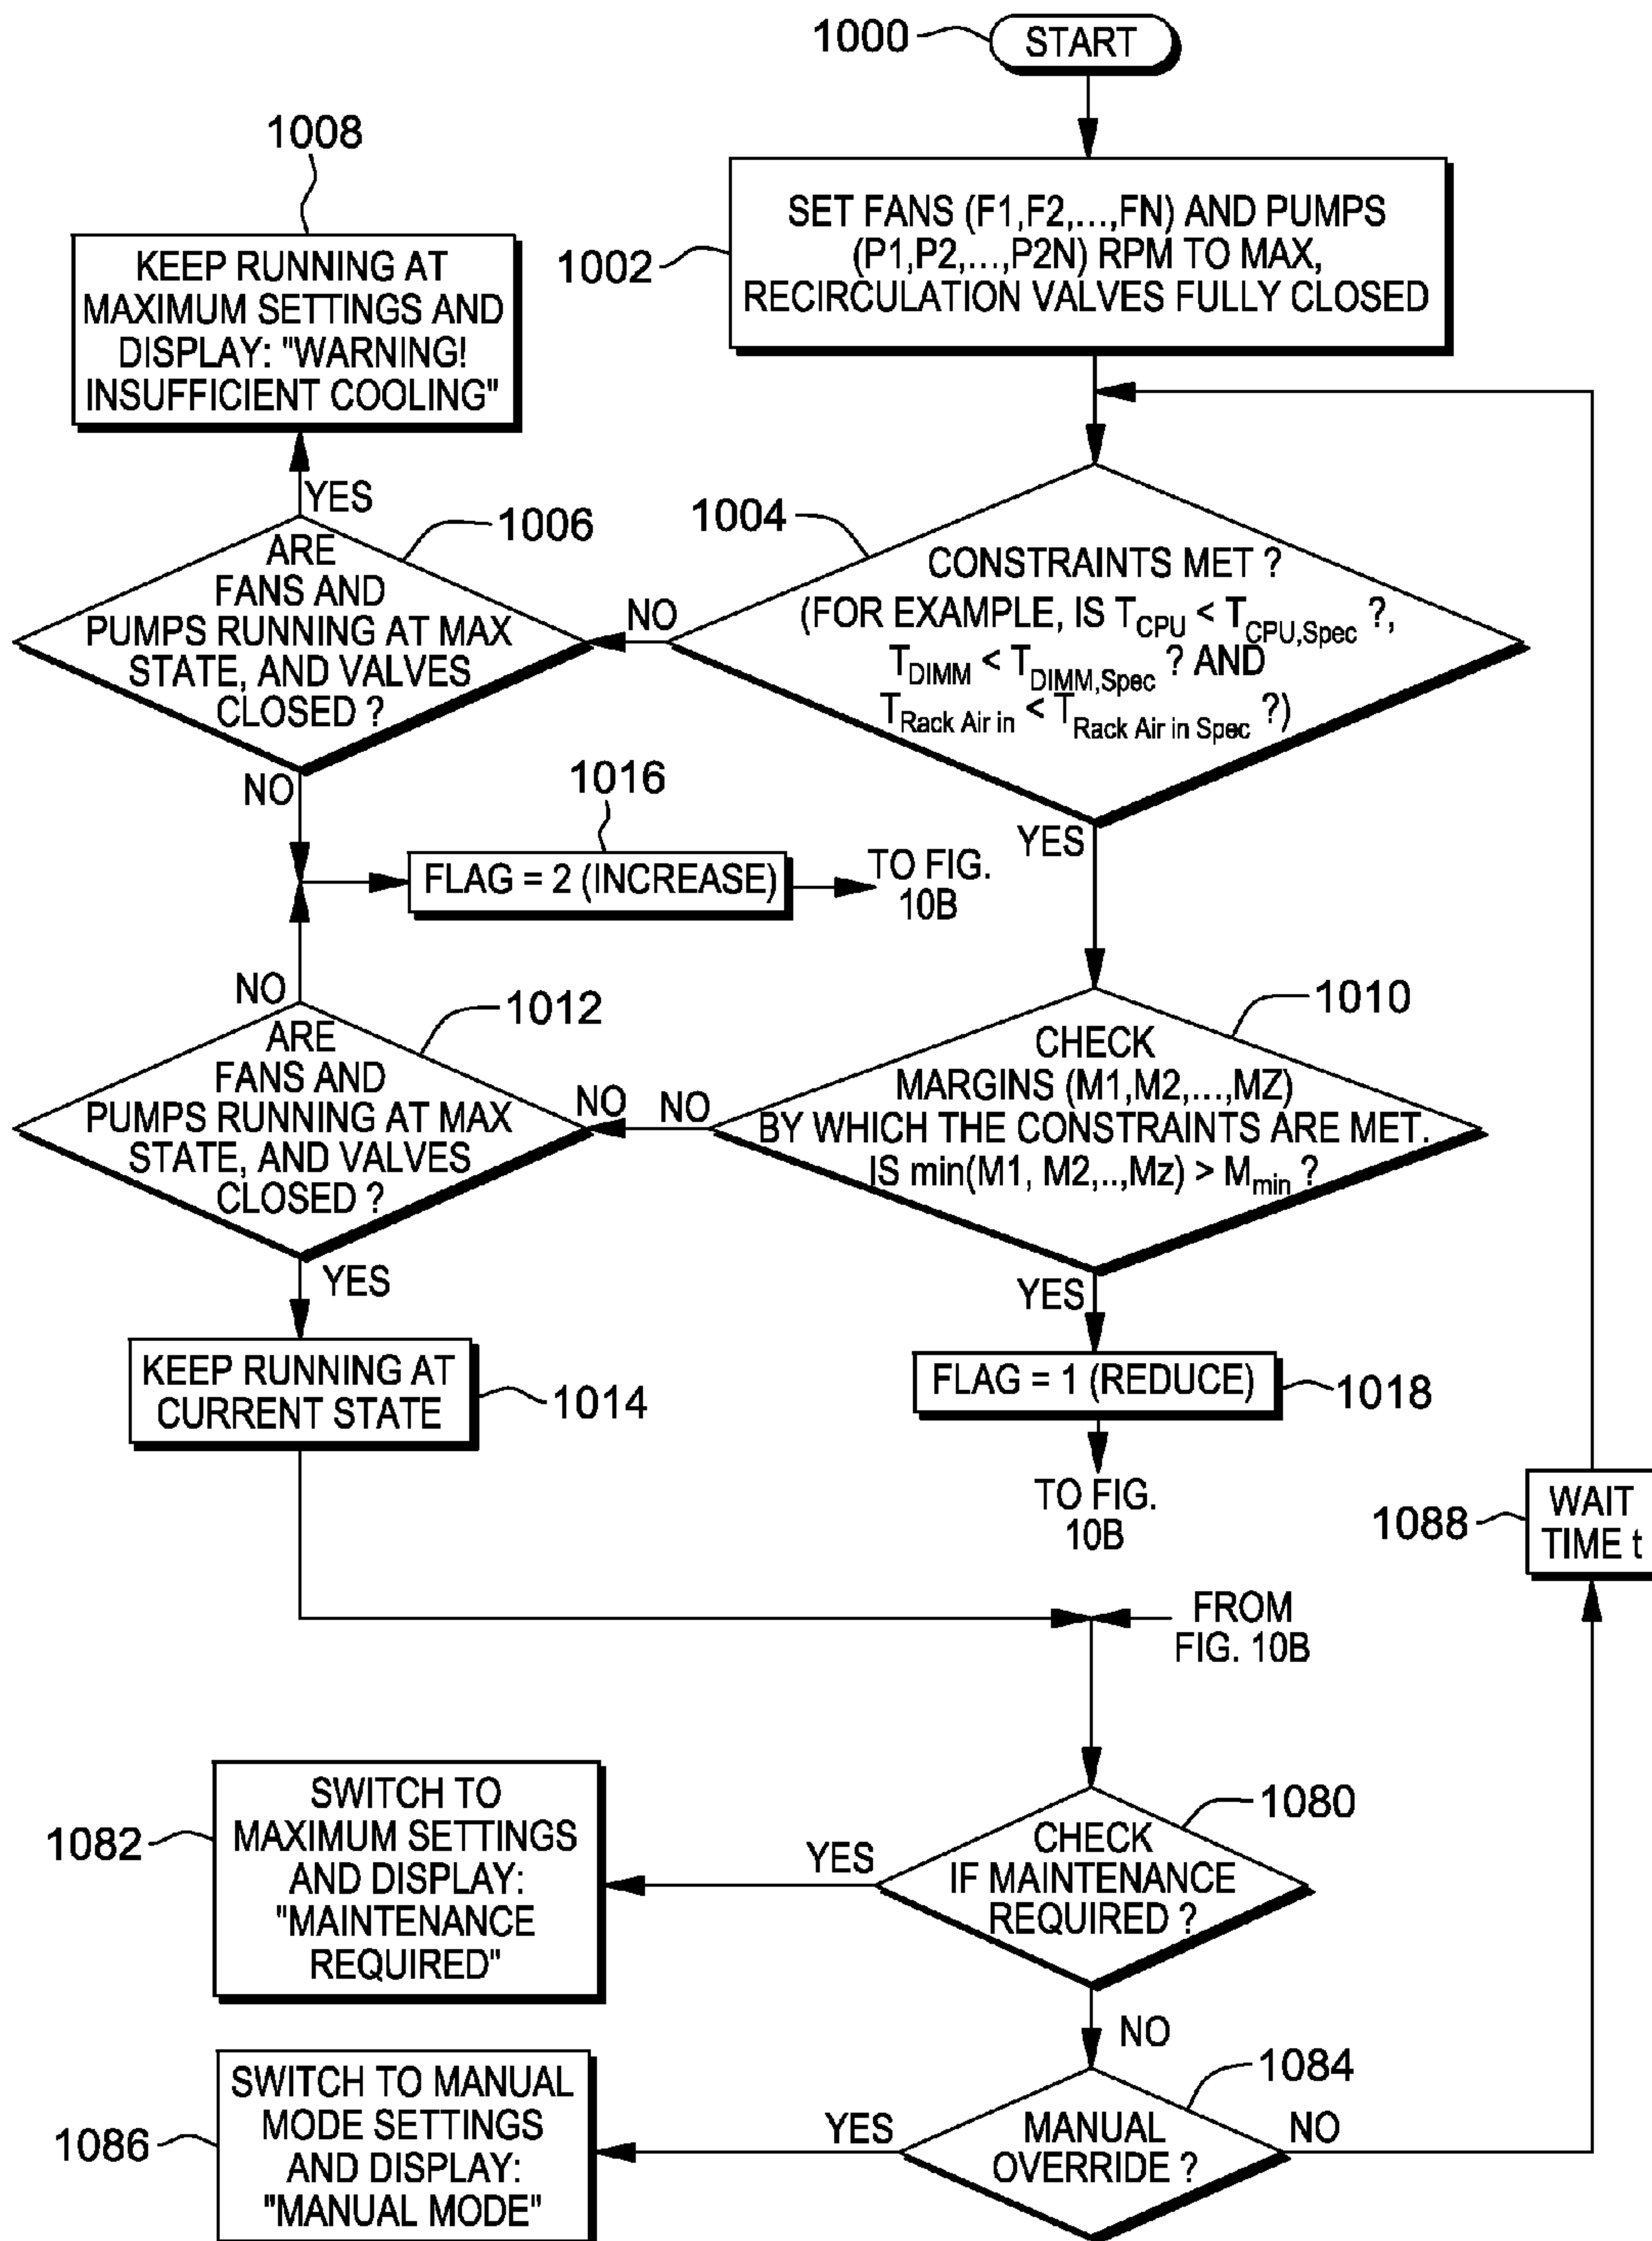 1000
START
1008
KEEP RUNNING AT
MAXIMUM SETTINGS AND
DISPLAY: "WARNING!
INSUFFICIENT COOLING"
1002
SET FANS (F1,F2,...,FN) AND PUMPS
(P1,P2,...,P2N) RPM TO MAX,
RECIRCULATION VALVES FULLY CLOSED
YES
1006
ARE
FANS AND
PUMPS RUNNING AT MAX
STATE, AND VALVES
CLOSED ?
NO
1004
CONSTRAINTS MET ?
(FOR EXAMPLE, IS T_CPU < T_CPU,Spec ?,
T_DIMM < T_DIMM,Spec ? AND
T_Rack Air in < T_Rack Air in Spec ?)
NO
1016
FLAG = 2 (INCREASE)
TO FIG.
10B
YES
NO
1012
ARE
FANS AND
PUMPS RUNNING AT MAX
STATE, AND VALVES
CLOSED ?
NO
NO
1010
CHECK
MARGINS (M1,M2,...,MZ)
BY WHICH THE CONSTRAINTS ARE MET.
IS min(M1, M2,..,Mz) > M_min ?
YES
YES
KEEP RUNNING AT
CURRENT STATE
1014
FLAG = 1 (REDUCE)
1018
TO FIG.
10B
1088
WAIT
TIME t
FROM
FIG. 10B
1082
SWITCH TO
MAXIMUM SETTINGS
AND DISPLAY:
"MAINTENANCE
REQUIRED"
YES
1080
CHECK
IF MAINTENANCE
REQUIRED ?
NO
1086
SWITCH TO MANUAL
MODE SETTINGS
AND DISPLAY:
"MANUAL MODE"
YES
1084
MANUAL
OVERRIDE ?
NO